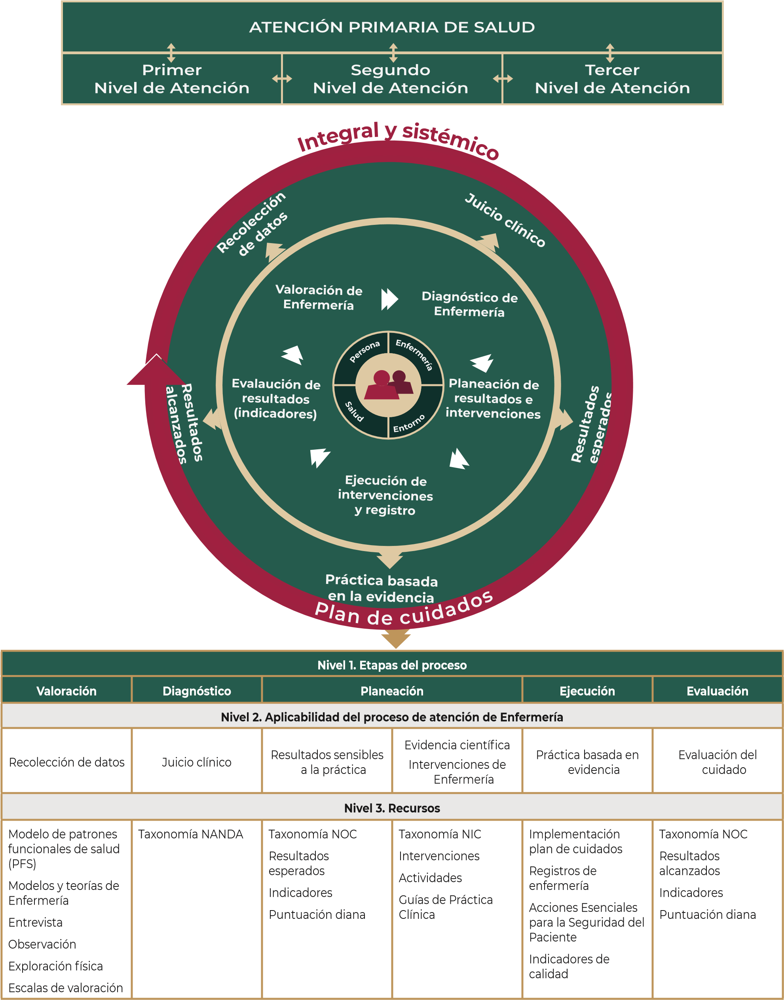 ATENCIÓN PRIMARIA DE SALUD
Primer
Nivel de Atención
Segundo
Nivel de Atención
Tercer
Nivel de Atención
Integral y sistémico
Recolección
de datos
Juicio clínico
Valoración de
Enfermería
Diagnóstico de
Enfermería
Persona
Enfermería
Salud
Entorno
Evalaución de
resultados
(indicadores)
Planeación de
resultados e
intervenciones
Resultados
alcanzados
Resultados
esperados
Ejecución de
intervenciones
y registro
Práctica basada
en la evidencia
Plan de cuidados
Nivel 1. Etapas del proceso
Valoración
Diagnóstico
Planeación
Ejecución
Evaluación
Nivel 2. Aplicabilidad del proceso de atención de Enfermería
Recolección de datos
Juicio clínico
Resultados sensibles
a la práctica
Evidencia científica
Intervenciones de
Enfermería
Práctica basada en
evidencia
Evaluación del
cuidado
Nivel 3. Recursos
Modelo de patrones
funcionales de salud
(PFS)
Modelos y teorías de
Enfermería
Entrevista
Observación
Exploración física
Escalas de valoración
Taxonomía NANDA
Taxonomía NOC
Resultados
esperados
Indicadores
Puntuación diana
Taxonomía NIC
Intervenciones
Actividades
Guías de Práctica
Clínica
Implementación
plan de cuidados
Registros de
enfermería
Acciones Esenciales
para la Seguridad del
Paciente
Indicadores de
calidad
Taxonomía NOC
Resultados
alcanzados
Indicadores
Puntuación diana